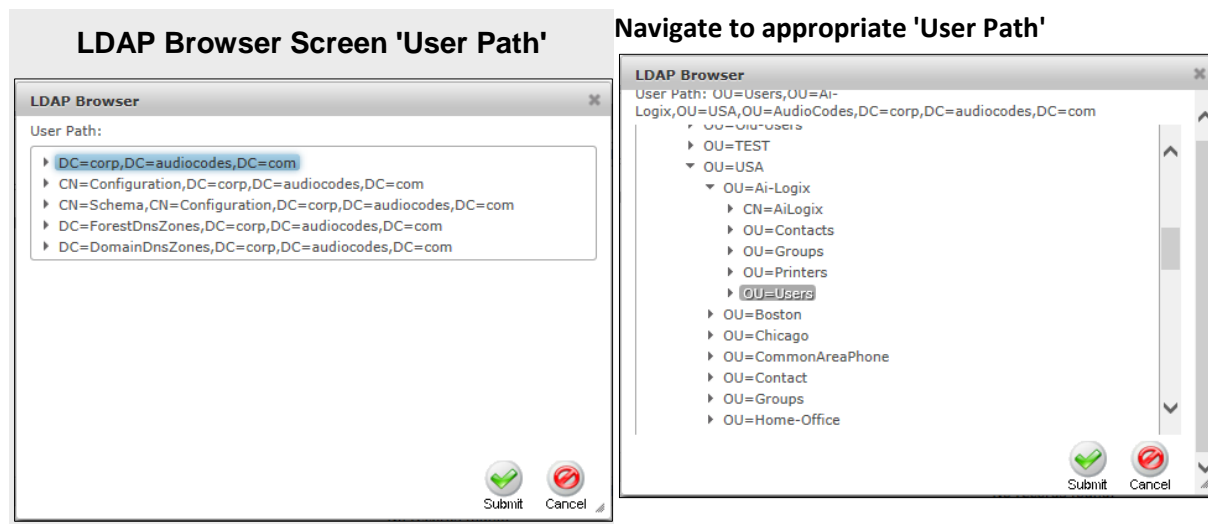 LDAP Browser Screen 'User Path'
LDAP Browser
User Path:
DC=corp,DC=audiocodes,DC=com
CN=Configuration,DC=corp,DC=audiocodes,DC=com
CN=Schema,CN=Configuration,DC=corp,DC=audiocodes,DC=com
DC=ForestDnsZones,DC=corp,DC=audiocodes,DC=com
DC=DomainDnsZones,DC=corp,DC=audiocodes,DC=com
Submit Cancel
Navigate to appropriate 'User Path'
LDAP Browser
User Path: OU=Users,OU=Ai-
Logix,OU=USA,OU=AudioCodes,DC=corp,DC=audiocodes,DC=com
OU=Old-Users
OU=TEST
OU=USA
OU=Ai-Logix
CN=AiLogix
OU=Contacts
OU=Groups
OU=Printers
OU=Users
OU=Boston
OU=Chicago
OU=CommonAreaPhone
OU=Contact
OU=Groups
OU=Home-Office
Submit Cancel